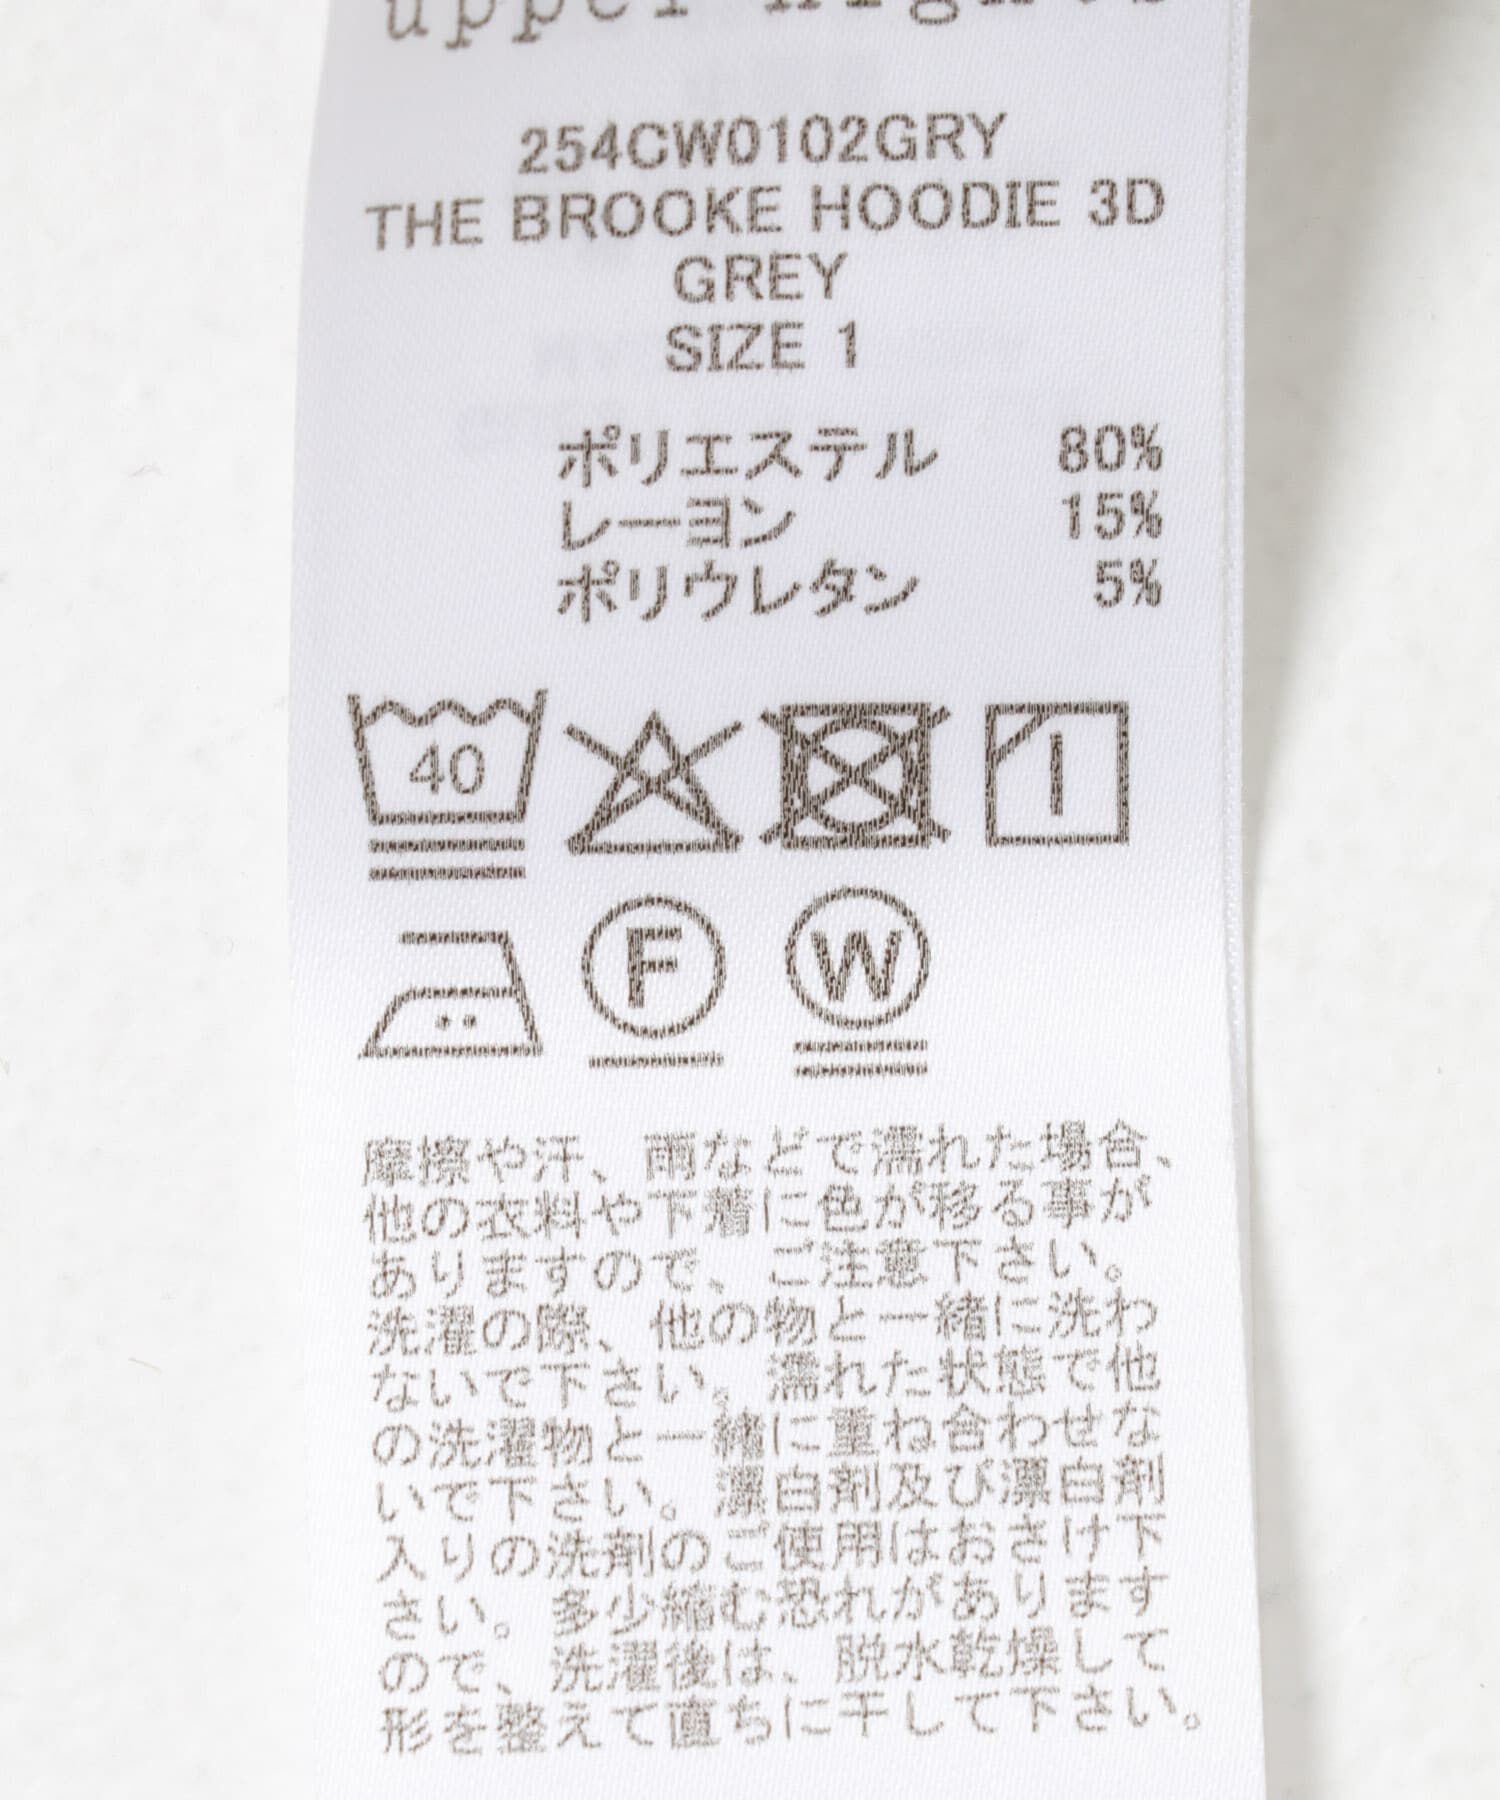 upper hights
254CW0102GRY
THE BROOKE HOODIE 3D
GREY
SIZE 1
ポリエステル 80%
レーヨン 15%
ポリウレタン 5%
40
F W
摩擦や汗、雨などで濡れた場合、
他の衣料や下着に色が移る事が
ありますので、ご注意下さい。
洗濯の際、他の物と一緒に洗わ
ないで下さい。濡れた状態で他
の洗濯物と一緒に重ね合わせな
いで下さい。漂白剤及び漂白剤
入りの洗剤のご使用はおさけ下
さい。多少縮む恐れがあります
ので、洗濯後は、脱水乾燥して
形を整えて直ちに干して下さい。